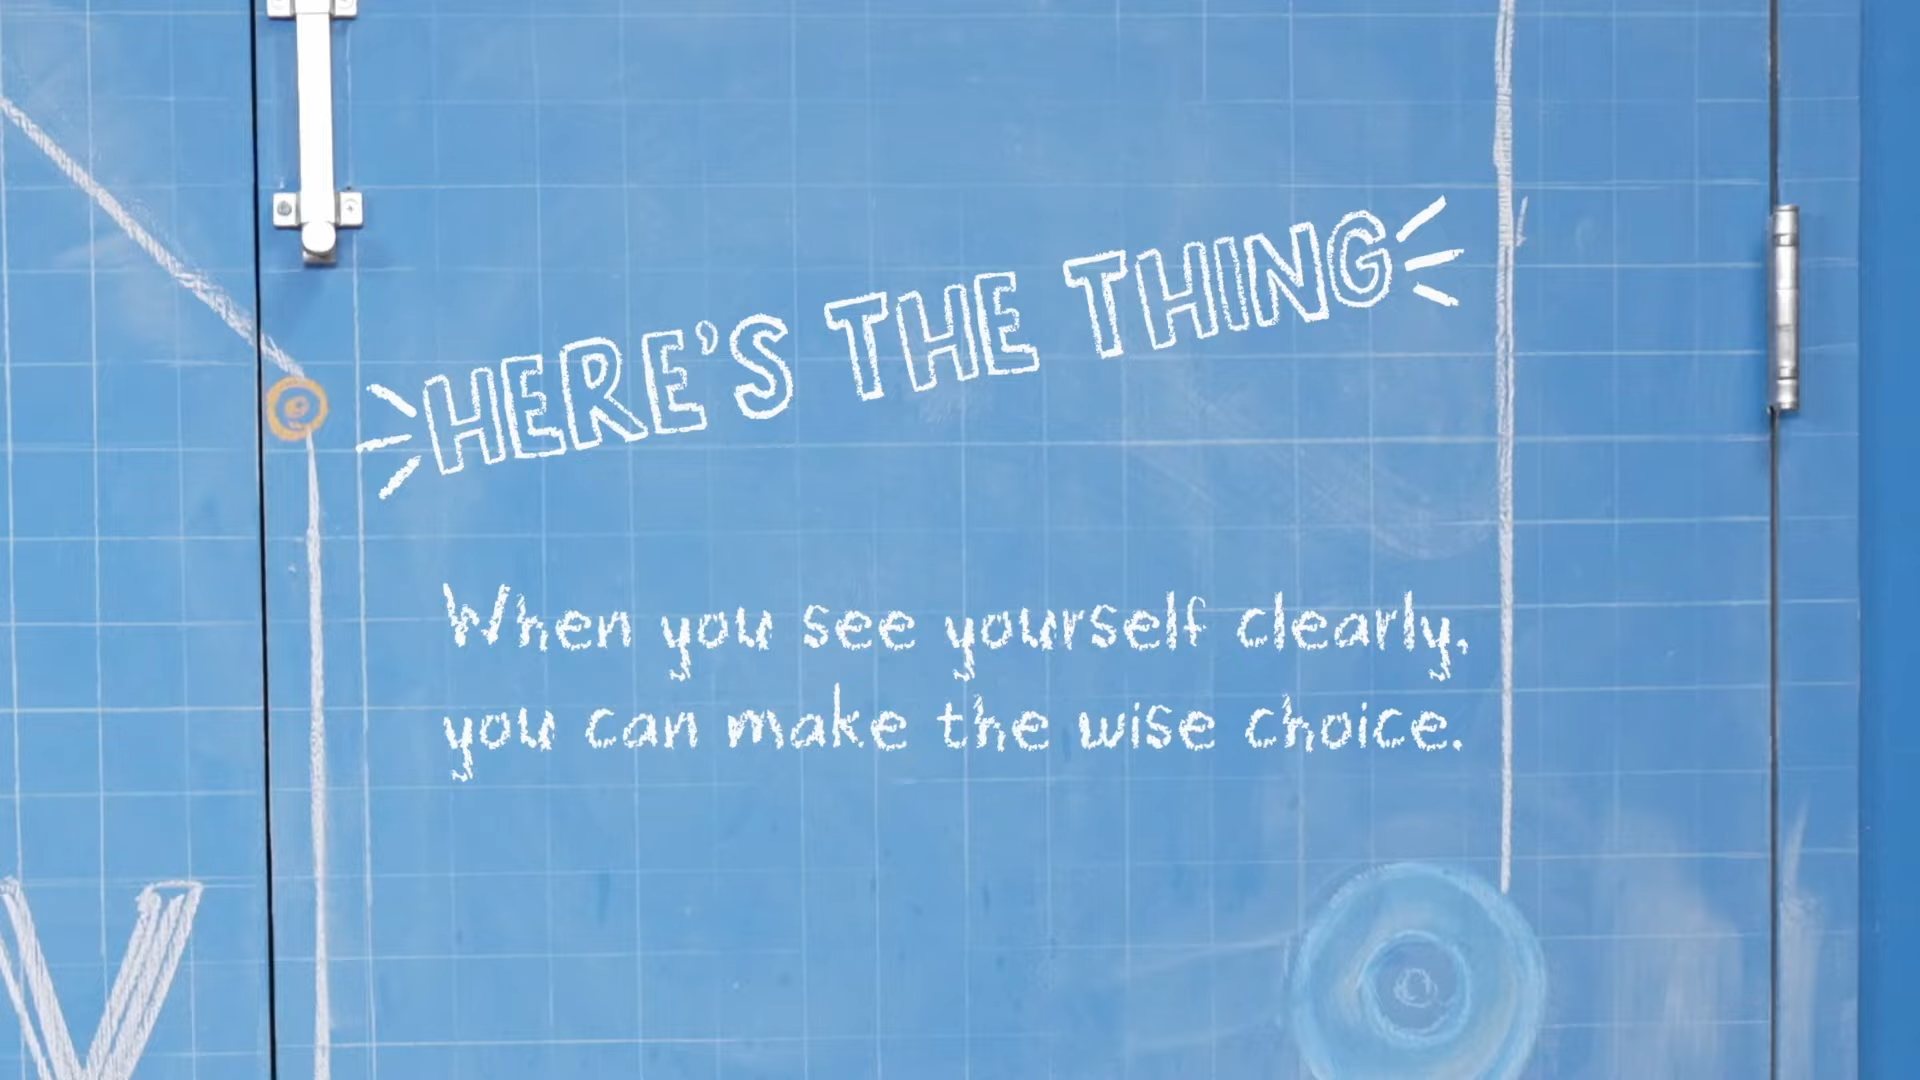 HERE'S THE THING
When you see yourself clearly,
you can make the wise choice.